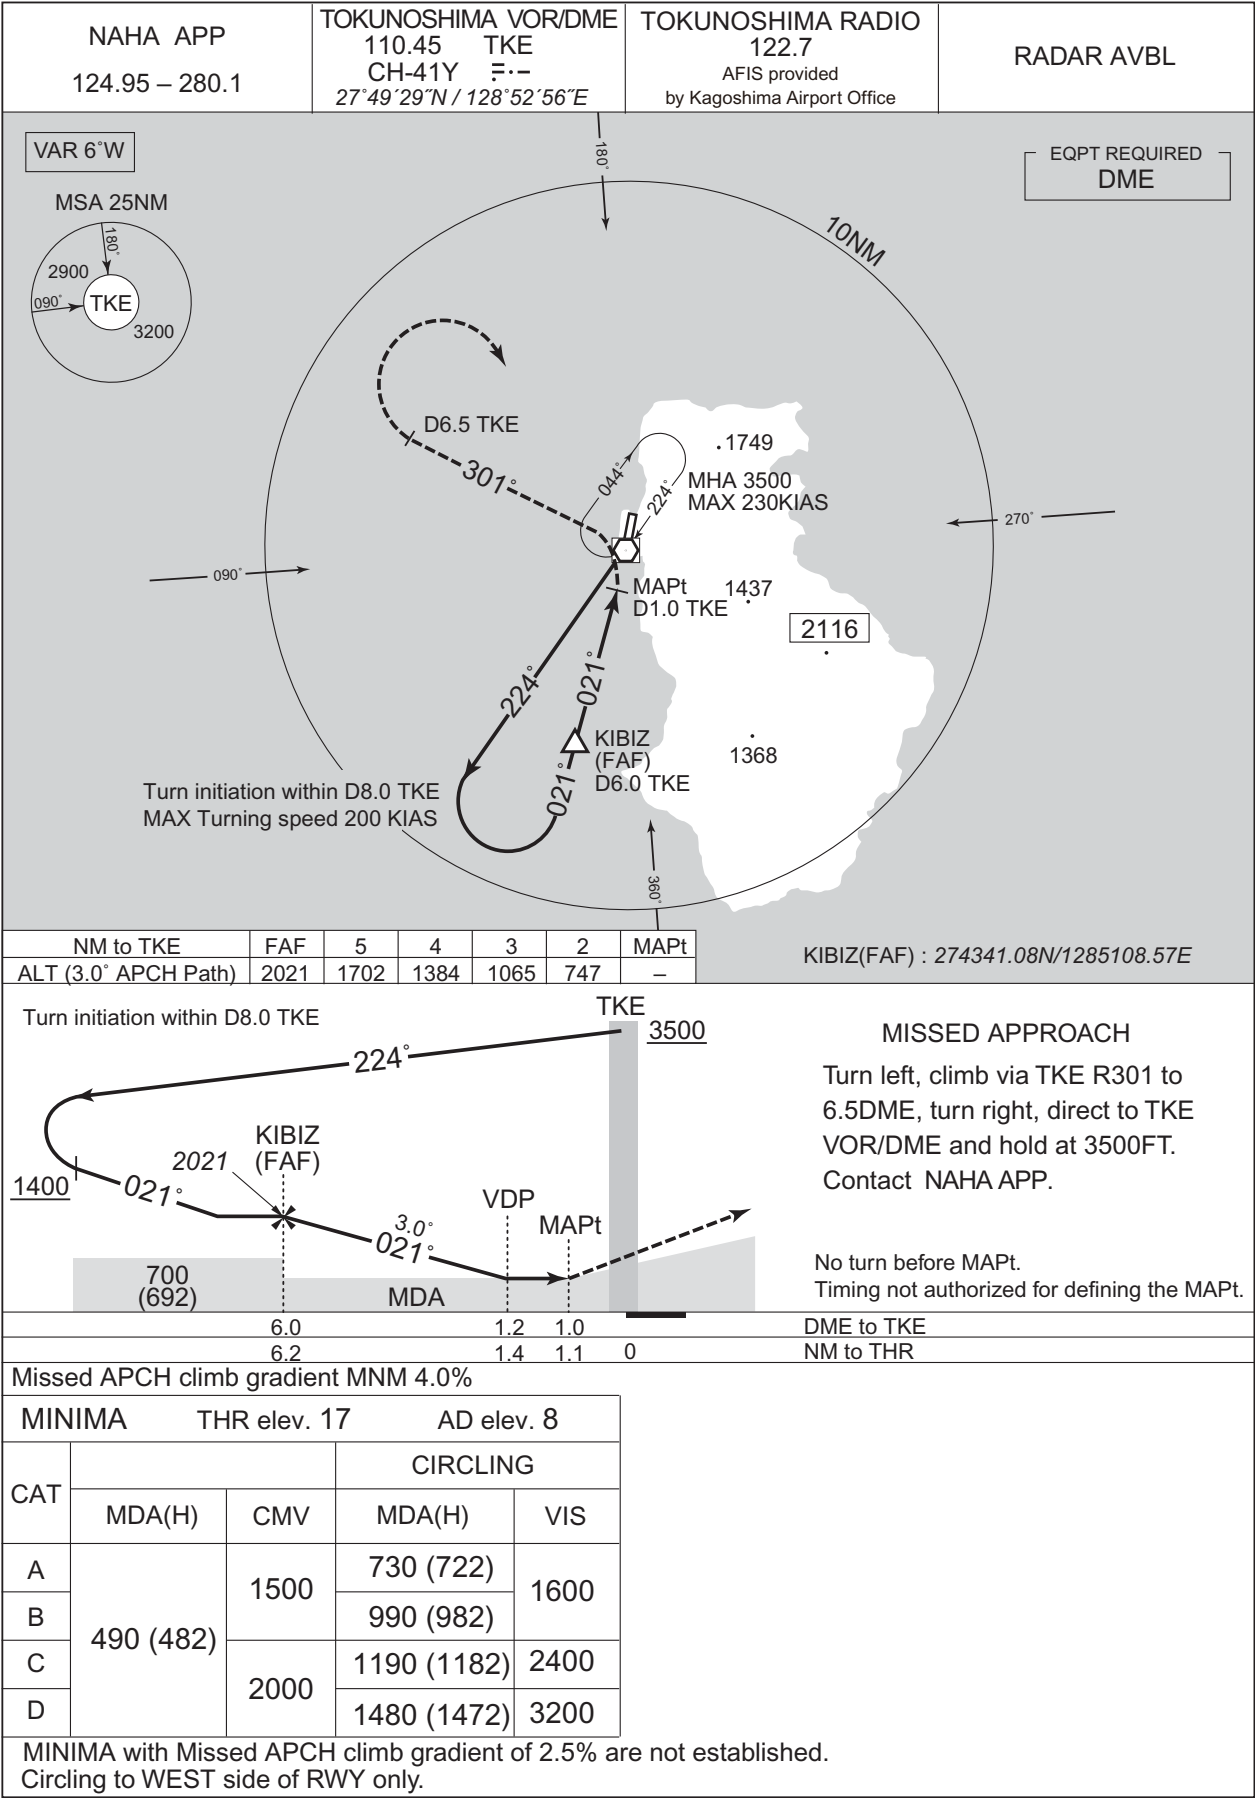 NAHA APP
124.95 – 280.1
TOKUNOSHIMA VOR/DME
110.45 TKE
CH-41Y
27°49´29˝N / 128°52´56˝E
TOKUNOSHIMA RADIO
122.7
AFIS provided
by Kagoshima Airport Office
RADAR AVBL
VAR 6°W
MSA 25NM
180°
2900
090°
TKE
3200
180°
EQPT REQUIRED
DME
10NM
D6.5 TKE
301°
044°
224°
1749
MHA 3500
MAX 230KIAS
270°
090°
MAPt
D1.0 TKE
1437
2116
224°
021°
KIBIZ
(FAF)
D6.0 TKE
1368
021°
Turn initiation within D8.0 TKE
MAX Turning speed 200 KIAS
360°
NM to TKE FAF 5 4 3 2 MAPt
ALT (3.0° APCH Path) 2021 1702 1384 1065 747 –
KIBIZ(FAF) : 274341.08N/1285108.57E
Turn initiation within D8.0 TKE
TKE
3500
224°
KIBIZ
(FAF)
2021
1400
021°
3.0°
021°
VDP
MAPt
700
(692)
MDA
MISSED APPROACH
Turn left, climb via TKE R301 to
6.5DME, turn right, direct to TKE
VOR/DME and hold at 3500FT.
Contact NAHA APP.
No turn before MAPt.
Timing not authorized for defining the MAPt.
6.0 1.2 1.0 DME to TKE
6.2 1.4 1.1 0 NM to THR
Missed APCH climb gradient MNM 4.0%
MINIMA THR elev. 17 AD elev. 8
CAT
CIRCLING
MDA(H) CMV MDA(H) VIS
A
B
C
D
490 (482)
1500
2000
730 (722)
990 (982)
1190 (1182)
1480 (1472)
1600
2400
3200
MINIMA with Missed APCH climb gradient of 2.5% are not established.
Circling to WEST side of RWY only.